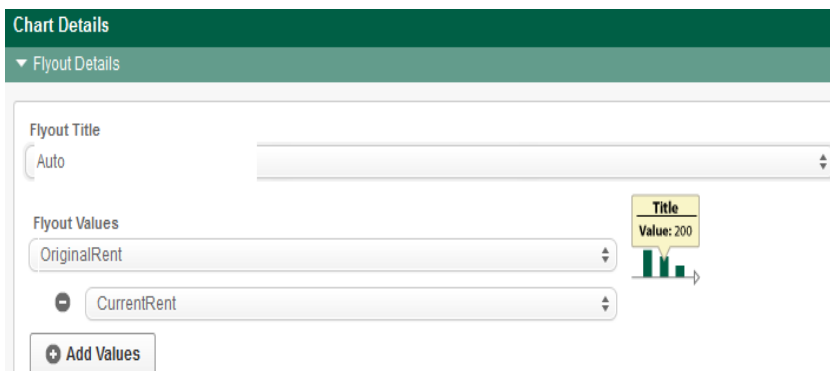 Chart Details
Flyout Details
Flyout Title
Auto
Flyout Values
OriginalRent
CurrentRent
Add Values
Title
Value: 200